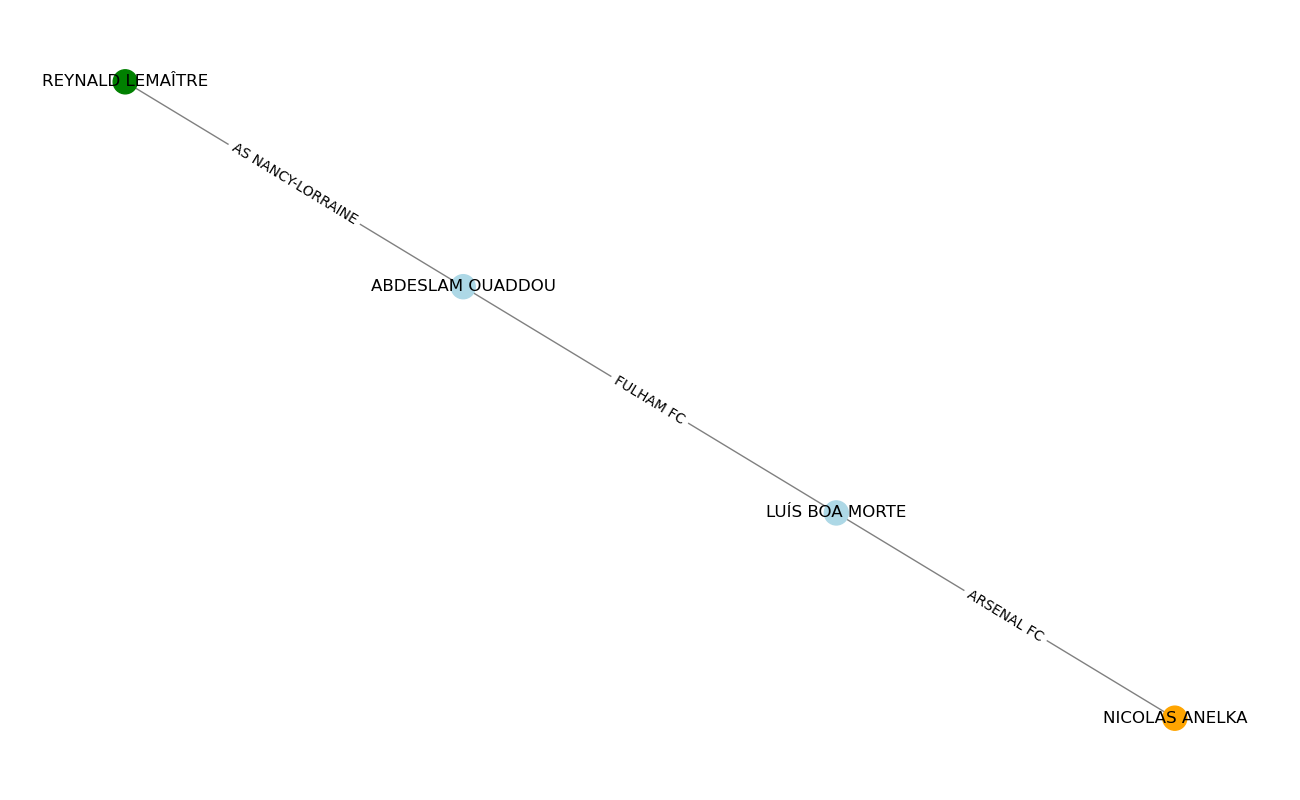 REYNALD LEMAÎTRE
AS NANCY-LORRAINE
ABDESLAM OUADDOU
FULHAM FC
LUÍS BOA MORTE
ARSENAL FC
NICOLAS ANELKA